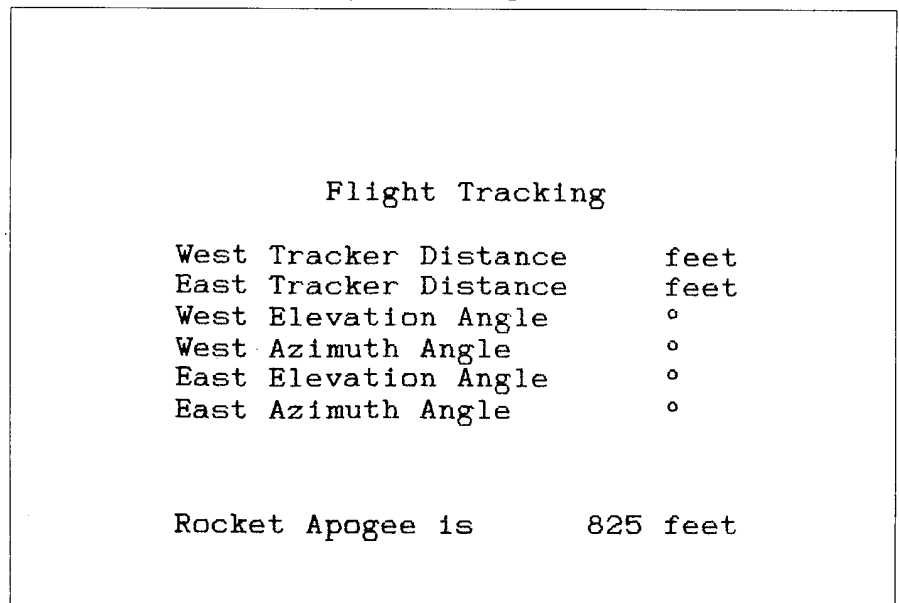 Flight Tracking
West Tracker Distance feet
East Tracker Distance feet
West Elevation Angle °
West Azimuth Angle °
East Elevation Angle °
East Azimuth Angle °
Rocket Apogee is 825 feet